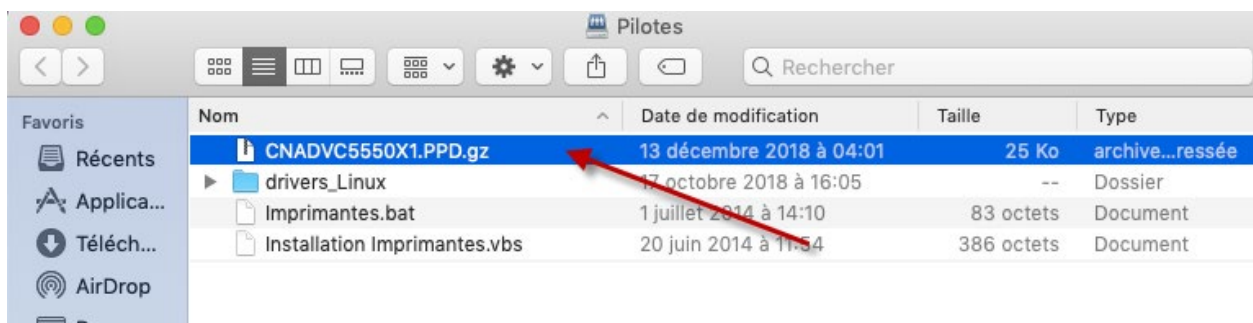 Pilotes
Rechercher
Favoris
Nom Date de modification Taille Type
Récents
CNADVC5550X1.PPD.gz 13 décembre 2018 à 04:01 25 Ko archive...ressée
drivers_Linux 17 octobre 2018 à 16:05 -- Dossier
Applica...
Imprimantes.bat 1 juillet 2014 à 14:10 83 octets Document
Téléch...
Installation Imprimantes.vbs 20 juin 2014 à 11:54 386 octets Document
AirDrop